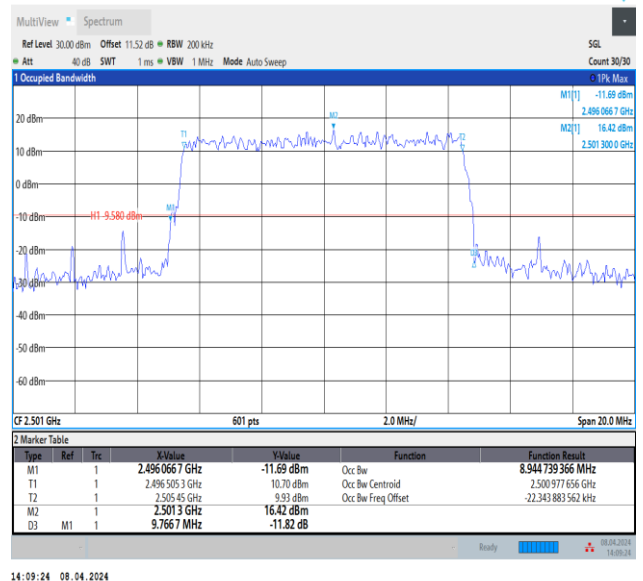 MultiView Spectrum
Ref Level 30.00 dBm Offset 11.52 dB RBW 200 kHz SGL
Att 40 dB SWT 1 ms VBW 1 MHz Mode Auto Sweep Count 30/30
1 Occupied Bandwidth 1Pk Max
M1[1] -11.69 dBm
2.496 066 7 GHz
M2[1] 16.42 dBm
2.501 300 0 GHz
M2
20 dBm
T1
T2
10 dBm
0 dBm
M1
-10 dBm H1 -9.580 dBm
-20 dBm
-30 dBm
-40 dBm
-50 dBm
-60 dBm
CF 2.501 GHz 601 pts 2.0 MHz/ Span 20.0 MHz
2 Marker Table
Type Ref Trc X-Value Y-Value Function Function Result
M1 1 2.496 066 7 GHz -11.69 dBm Occ Bw 8.944 739 366 MHz
T1 1 2.496 505 3 GHz 10.70 dBm Occ Bw Centroid 2.500 977 656 GHz
T2 1 2.505 45 GHz 9.93 dBm Occ Bw Freq Offset -22.343 883 562 kHz
M2 1 2.501 3 GHz 16.42 dBm
D3 M1 1 9.766 7 MHz -11.82 dB
Ready 08.04.2024
14:09:24
14:09:24 08.04.2024